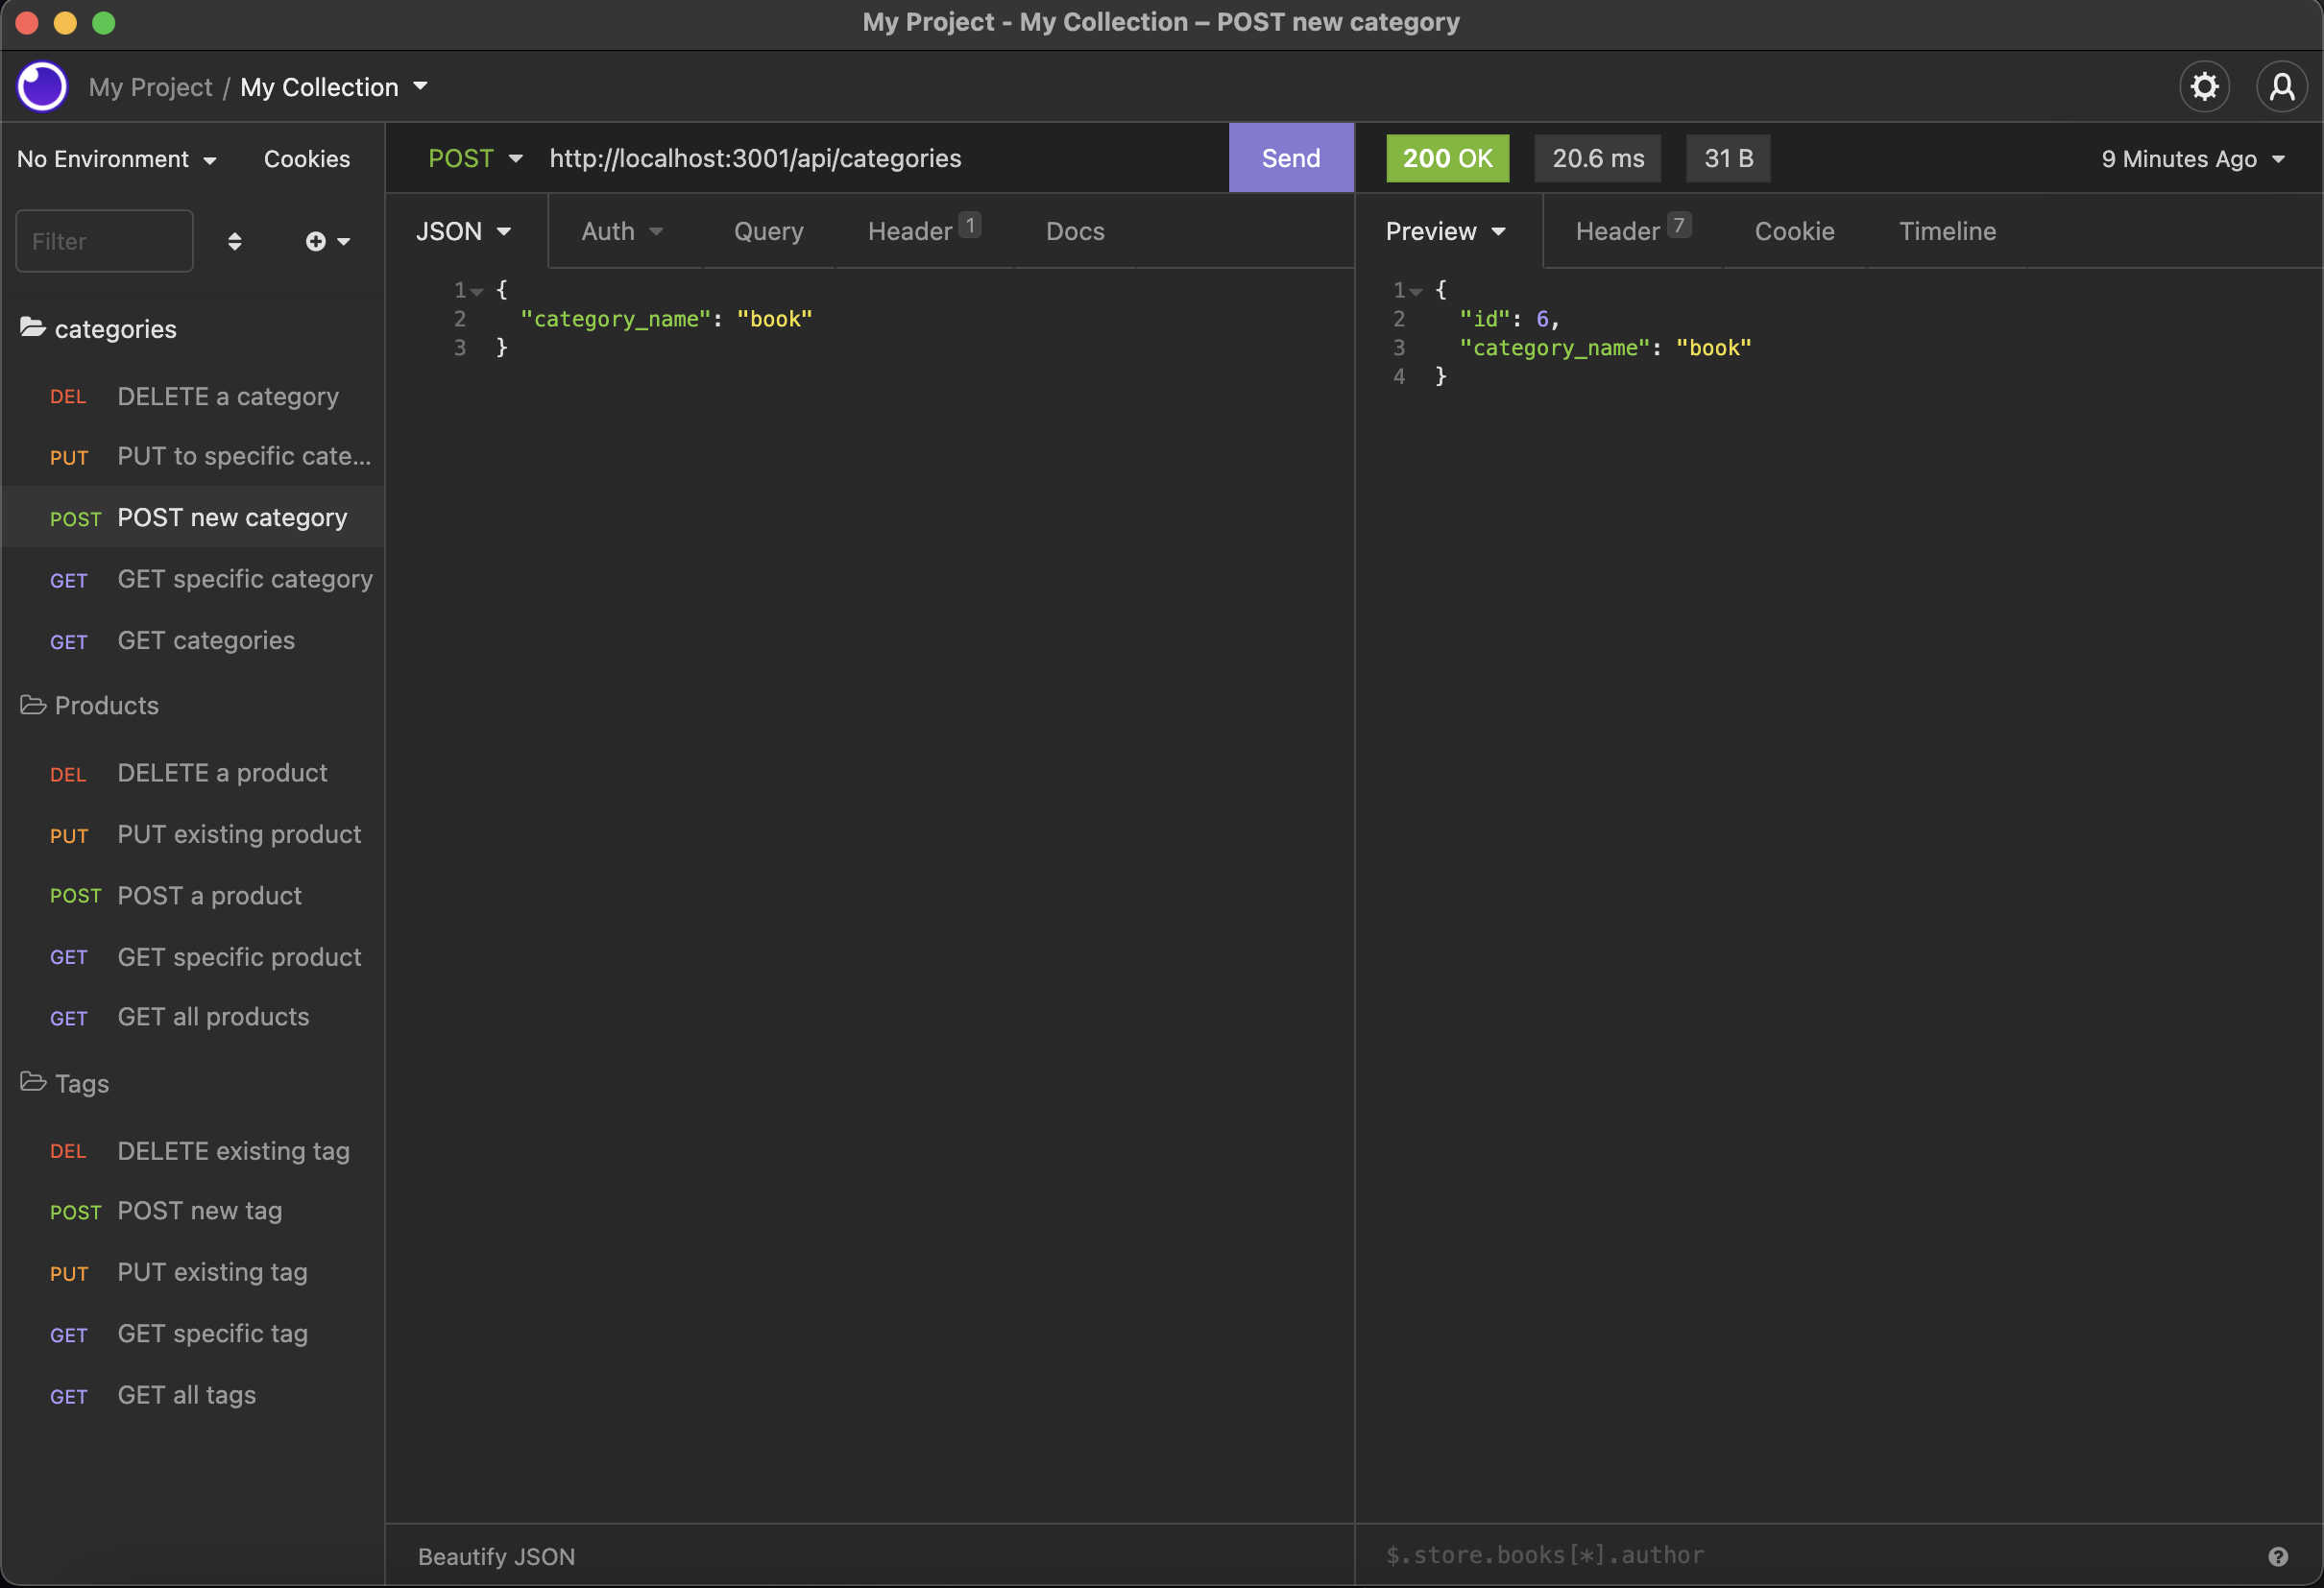 My Project - My Collection – POST new category
My Project / My Collection
No Environment
Cookies
Filter
categories
DEL DELETE a category
PUT PUT to specific cate...
POST POST new category
GET GET specific category
GET GET categories
Products
DEL DELETE a product
PUT PUT existing product
POST POST a product
GET GET specific product
GET GET all products
Tags
DEL DELETE existing tag
POST POST new tag
PUT PUT existing tag
GET GET specific tag
GET GET all tags
POST http://localhost:3001/api/categories Send
JSON Auth Query Header 1 Docs
1 {
2 "category_name": "book"
3 }
Beautify JSON
200 OK 20.6 ms 31 B 9 Minutes Ago
Preview Header 7 Cookie Timeline
1 {
2 "id": 6,
3 "category_name": "book"
4 }
$.store.books[*].author